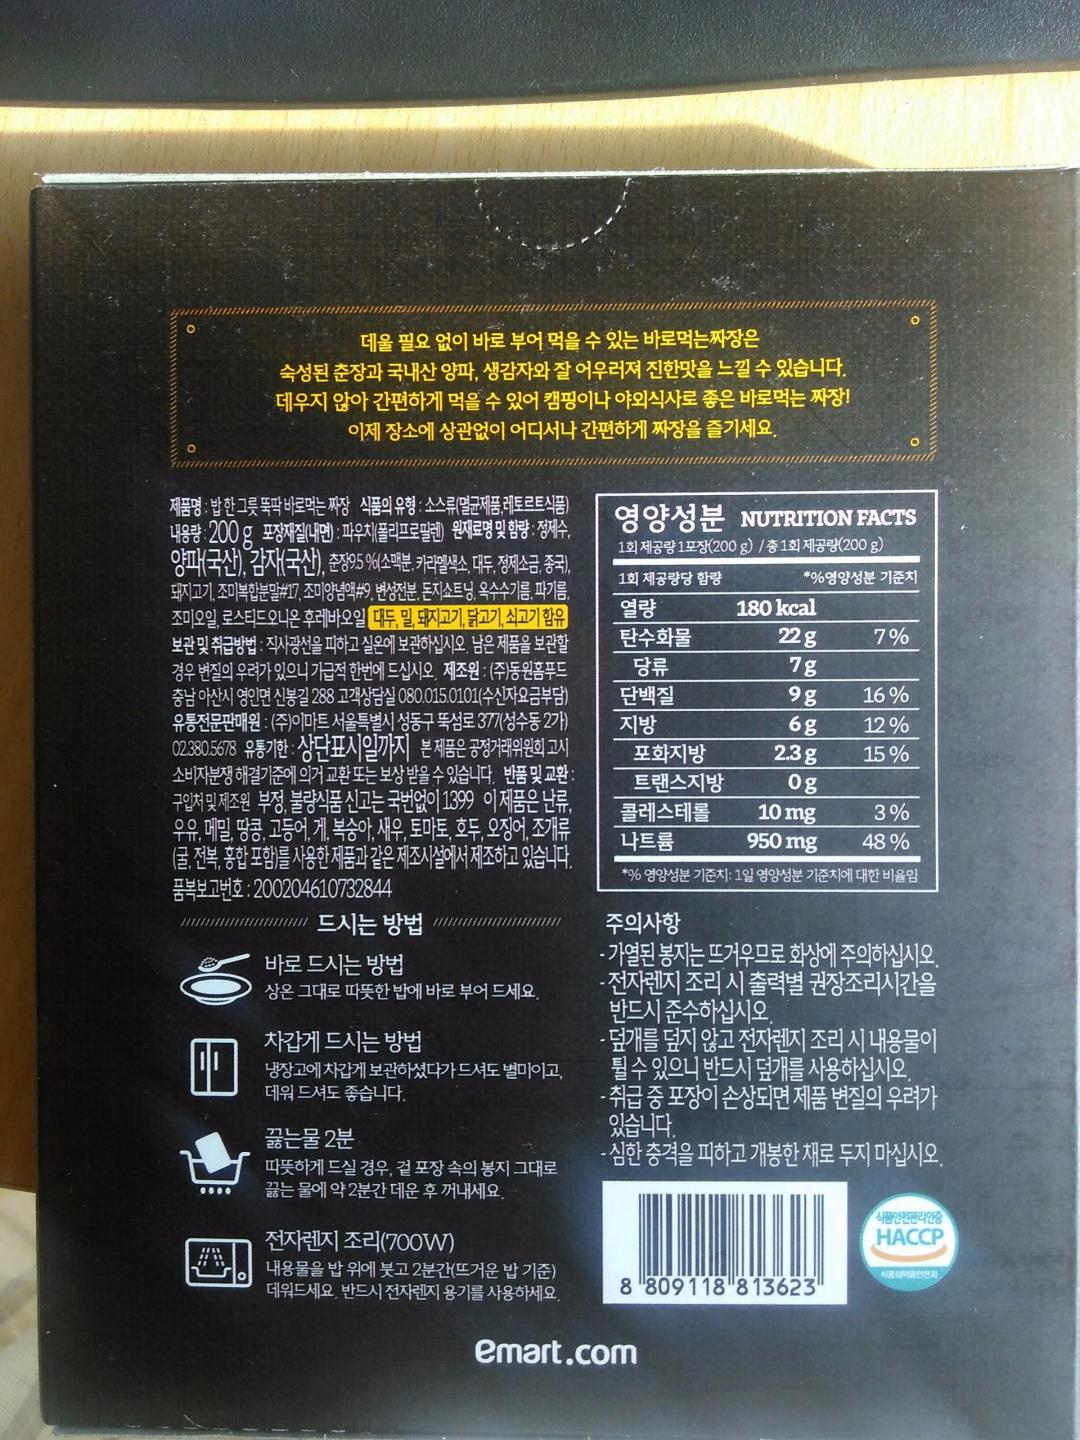 데울 필요 없이 바로 부어 먹을 수 있는 바로먹는짜장은
숙성된 춘장과 국내산 양파, 생감자와 잘 어우러져 진한맛을 느낄 수 있습니다.
데우지 않아 간편하게 먹을 수 있어 캠핑이나 야외식사로 좋은 바로먹는 짜장!
이제 장소에 상관없이 어디서나 간편하게 짜장을 즐기세요.
제품명 : 밥 한 그릇 뚝딱 바로먹는 짜장 식품의 유형 : 소스류(멸균제품,레토르트식품)
내용량 : 200 g 포장재질(내면) : 파우치(폴리프로필렌) 원재료명 및 함량 : 정제수,
양파(국산), 감자(국산), 춘장9.5 %(소맥분, 카라멜색소, 대두, 정제소금, 종국),
돼지고기, 조미복합분말#17, 조미양념액#9, 변성전분, 돈지쇼트닝, 옥수수기름, 파기름,
조미오일, 로스티드오니온 후레바오일 대두, 밀, 돼지고기, 닭고기, 쇠고기 함유
보관 및 취급방법 : 직사광선을 피하고 실온에 보관하십시오. 남은 제품을 보관할
경우 변질의 우려가 있으니 가급적 한번에 드십시오. 제조원 : (주)동원홈푸드
충남 아산시 영인면 신봉길 288 고객상담실 080.015.0101(수신자요금부담)
유통전문판매원 : (주)이마트 서울특별시 성동구 뚝섬로 377(성수동 2가)
02.380.5678 유통기한 : 상단표시일까지 본 제품은 공정거래위원회 고시
소비자분쟁 해결기준에 의거 교환 또는 보상 받을 수 있습니다. 반품 및 교환 :
구입처 및 제조원 부정, 불량식품 신고는 국번없이 1399 이 제품은 난류,
우유, 메밀, 땅콩, 고등어, 게, 복숭아, 새우, 토마토, 호두, 오징어, 조개류
(굴, 전복, 홍합 포함)를 사용한 제품과 같은 제조시설에서 제조하고 있습니다.
품목보고번호 : 200204610732844
영양성분 NUTRITION FACTS
1회 제공량 1포장(200 g) / 총 1회 제공량(200 g)
1회 제공량당 함량 *%영양성분 기준치
열량 180 kcal
탄수화물 22 g 7 %
당류 7 g
단백질 9 g 16 %
지방 6 g 12 %
포화지방 2.3 g 15 %
트랜스지방 0 g
콜레스테롤 10 mg 3 %
나트륨 950 mg 48 %
*% 영양성분 기준치: 1일 영양성분 기준치에 대한 비율임
드시는 방법
바로 드시는 방법
상온 그대로 따뜻한 밥에 바로 부어 드세요.
차갑게 드시는 방법
냉장고에 차갑게 보관하셨다가 드셔도 별미이고,
데워 드셔도 좋습니다.
끓는물 2분
따뜻하게 드실 경우, 겉 포장 속의 봉지 그대로
끓는 물에 약 2분간 데운 후 꺼내세요.
전자렌지 조리(700W)
내용물을 밥 위에 붓고 2분간(뜨거운 밥 기준)
데워드세요. 반드시 전자렌지 용기를 사용하세요.
주의사항
- 가열된 봉지는 뜨거우므로 화상에 주의하십시오.
- 전자렌지 조리 시 출력별 권장조리시간을
반드시 준수하십시오.
- 덮개를 덮지 않고 전자렌지 조리 시 내용물이
튈 수 있으니 반드시 덮개를 사용하십시오.
- 취급 중 포장이 손상되면 제품 변질의 우려가
있습니다.
- 심한 충격을 피하고 개봉한 채로 두지 마십시오.
8 809118 813623
식품안전관리인증
HACCP
식품의약품안전처
emart.com